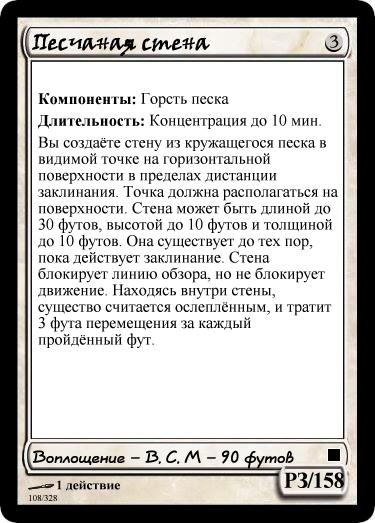 Песчаная стена 3
Компоненты: Горсть песка
Длительность: Концентрация до 10 мин.
Вы создаёте стену из кружащегося песка в
видимой точке на горизонтальной
поверхности в пределах дистанции
заклинания. Точка должна располагаться на
поверхности. Стена может быть длиной до
30 футов, высотой до 10 футов и толщиной
до 10 футов. Она существует до тех пор,
пока действует заклинание. Стена
блокирует линию обзора, но не блокирует
движение. Находясь внутри стены,
существо считается ослеплённым, и тратит
3 фута перемещения за каждый
пройдённый фут.
Воплощение – В, С, М – 90 футов
РЗ/158
1 действие
108/328